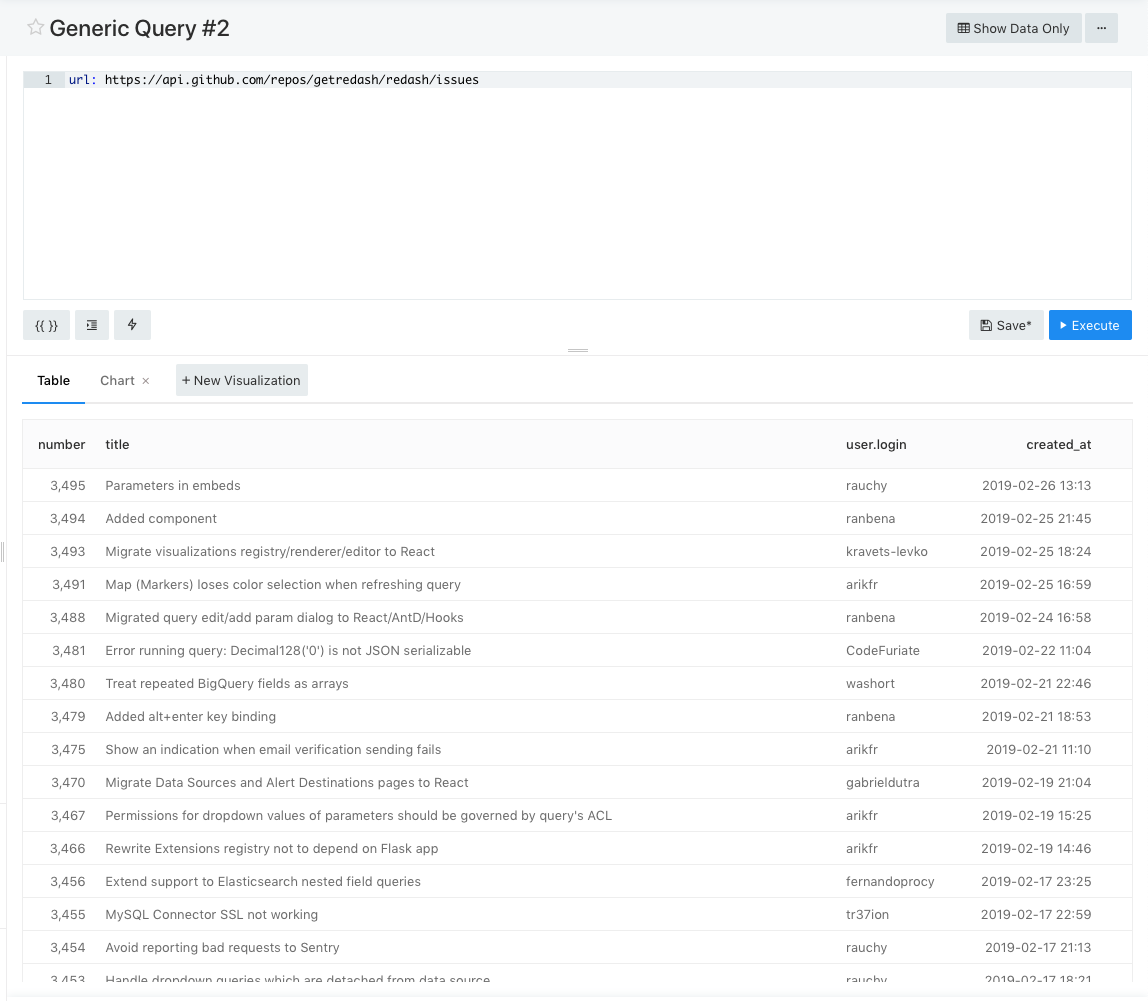 Generic Query #2
Show Data Only
...
1 url: https://api.github.com/repos/getredash/redash/issues
{{ }}
Save*
Execute
Table
Chart ×
+ New Visualization
number title user.login created_at
3,495 Parameters in embeds rauchy 2019-02-26 13:13
3,494 Added component ranbena 2019-02-25 21:45
3,493 Migrate visualizations registry/renderer/editor to React kravets-levko 2019-02-25 18:24
3,491 Map (Markers) loses color selection when refreshing query arikfr 2019-02-25 16:59
3,488 Migrated query edit/add param dialog to React/AntD/Hooks ranbena 2019-02-24 16:58
3,481 Error running query: Decimal128('0') is not JSON serializable CodeFuriate 2019-02-22 11:04
3,480 Treat repeated BigQuery fields as arrays washort 2019-02-21 22:46
3,479 Added alt+enter key binding ranbena 2019-02-21 18:53
3,475 Show an indication when email verification sending fails arikfr 2019-02-21 11:10
3,470 Migrate Data Sources and Alert Destinations pages to React gabrieldutra 2019-02-19 21:04
3,467 Permissions for dropdown values of parameters should be governed by query's ACL arikfr 2019-02-19 15:25
3,466 Rewrite Extensions registry not to depend on Flask app arikfr 2019-02-19 14:46
3,456 Extend support to Elasticsearch nested field queries fernandoprocy 2019-02-17 23:25
3,455 MySQL Connector SSL not working tr37ion 2019-02-17 22:59
3,454 Avoid reporting bad requests to Sentry rauchy 2019-02-17 21:13
3,453 Handle dropdown queries which are detached from data source rauchy 2019-02-17 18:21